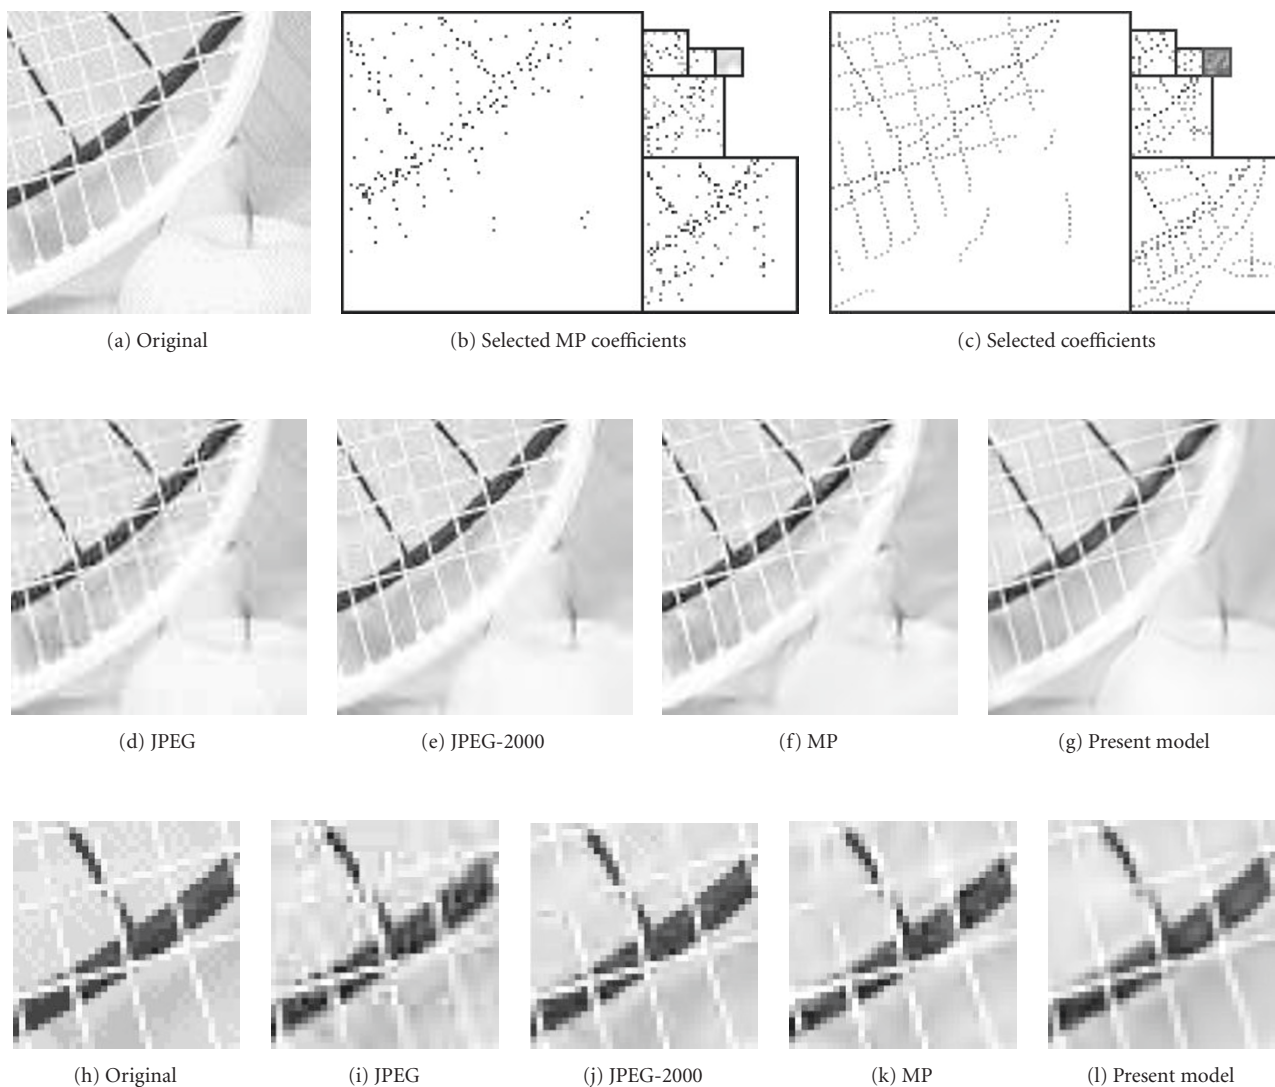 (a) Original
(b) Selected MP coefficients
(c) Selected coefficients
(d) JPEG
(e) JPEG-2000
(f) MP
(g) Present model
(h) Original
(i) JPEG
(j) JPEG-2000
(k) MP
(l) Present model